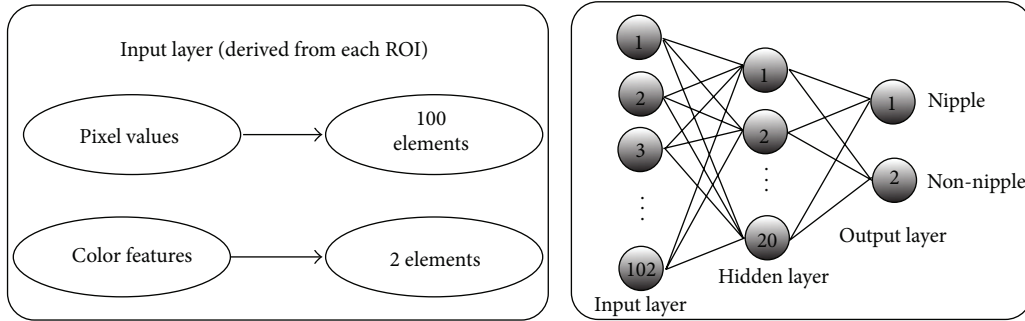 Input layer (derived from each ROI)
Pixel values
100
elements
Color features
2 elements
1
2
3
102
Input layer
1
2
20
Hidden layer
1
Nipple
2
Non-nipple
Output layer